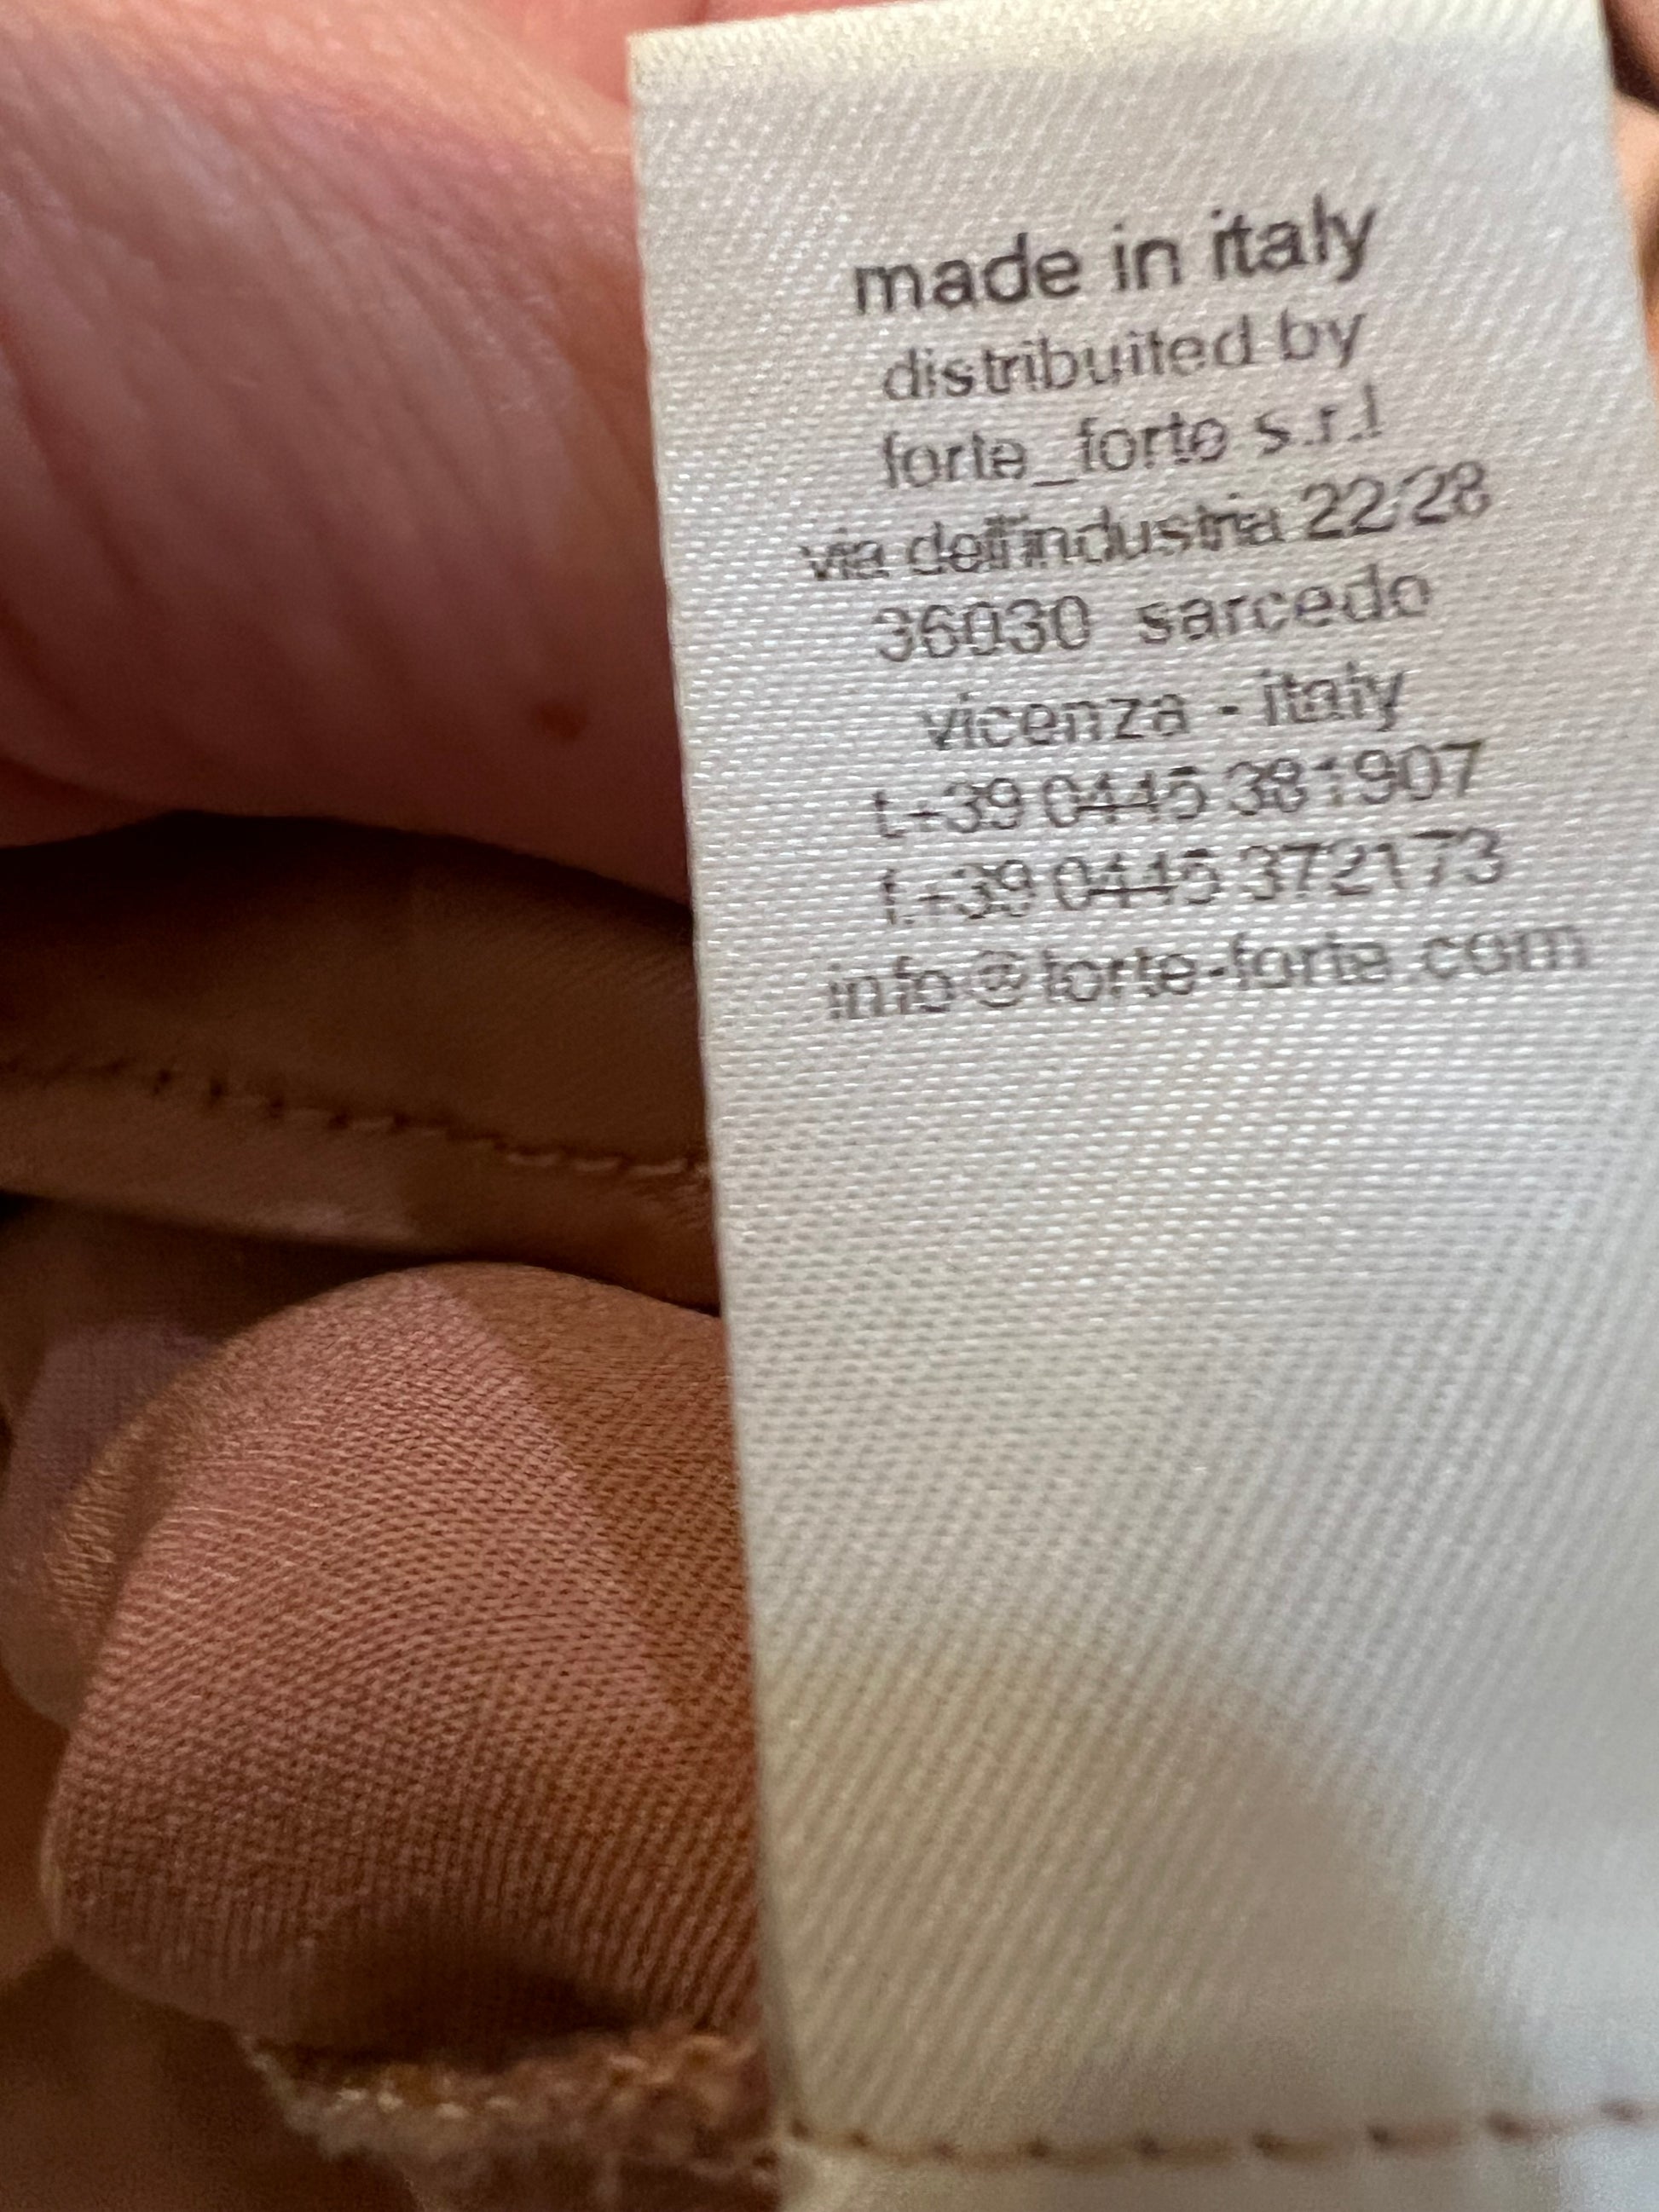 made in italy
distribuited by
forte_forte s.r.l
via dell'industria 22/28
36030 sarcedo
vicenza - italy
t.+39 0445 381907
f.+39 0445 372173
info@forte-forte.com